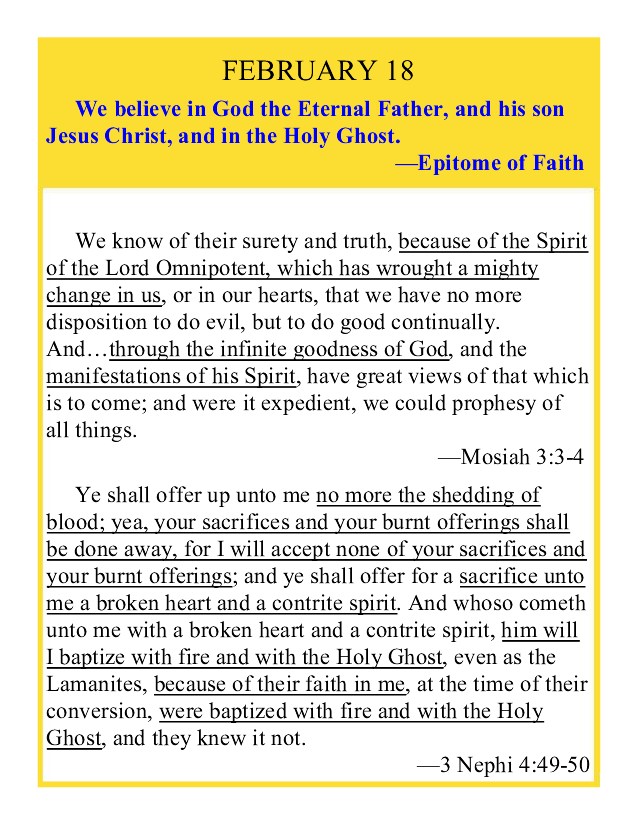 FEBRUARY 18
We believe in God the Eternal Father, and his son
Jesus Christ, and in the Holy Ghost.
—Epitome of Faith
We know of their surety and truth, because of the Spirit
of the Lord Omnipotent, which has wrought a mighty
change in us, or in our hearts, that we have no more
disposition to do evil, but to do good continually.
And…through the infinite goodness of God, and the
manifestations of his Spirit, have great views of that which
is to come; and were it expedient, we could prophesy of
all things.
—Mosiah 3:3-4
Ye shall offer up unto me no more the shedding of
blood; yea, your sacrifices and your burnt offerings shall
be done away, for I will accept none of your sacrifices and
your burnt offerings; and ye shall offer for a sacrifice unto
me a broken heart and a contrite spirit. And whoso cometh
unto me with a broken heart and a contrite spirit, him will
I baptize with fire and with the Holy Ghost, even as the
Lamanites, because of their faith in me, at the time of their
conversion, were baptized with fire and with the Holy
Ghost, and they knew it not.
—3 Nephi 4:49-50